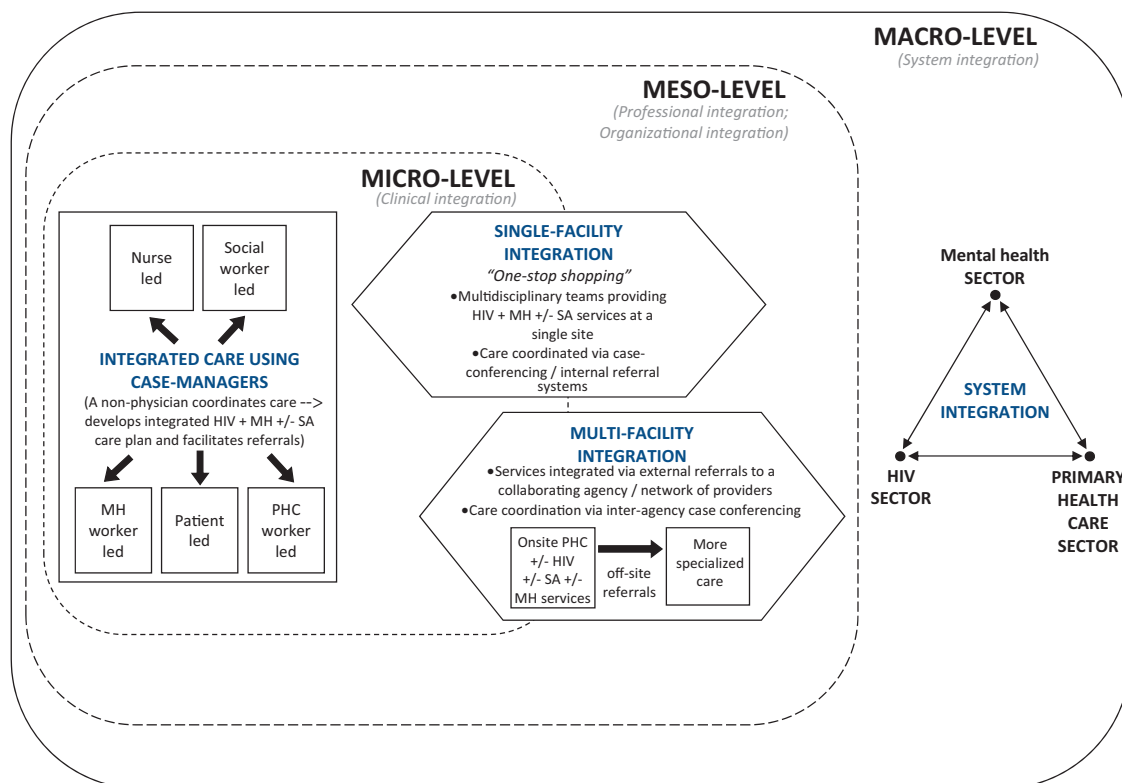 MACRO-LEVEL
(System integration)
MESO-LEVEL
(Professional integration;
Organizational integration)
MICRO-LEVEL
(Clinical integration)
Nurse
led
Social
worker
led
INTEGRATED CARE USING
CASE-MANAGERS
(A non-physician coordinates care -->
develops integrated HIV + MH +/- SA
care plan and facilitates referrals)
MH
worker
led
Patient
led
PHC
worker
led
SINGLE-FACILITY
INTEGRATION
“One-stop shopping”
●Multidisciplinary teams providing
HIV + MH +/- SA services at a
single site
●Care coordinated via case-
conferencing / internal referral
systems
MULTI-FACILITY
INTEGRATION
●Services integrated via external referrals to a
collaborating agency / network of providers
●Care coordination via inter-agency case conferencing
Onsite PHC
+/- HIV
+/- SA +/-
MH services
off-site
referrals
More
specialized
care
Mental health
SECTOR
SYSTEM
INTEGRATION
HIV
SECTOR
PRIMARY
HEALTH
CARE
SECTOR